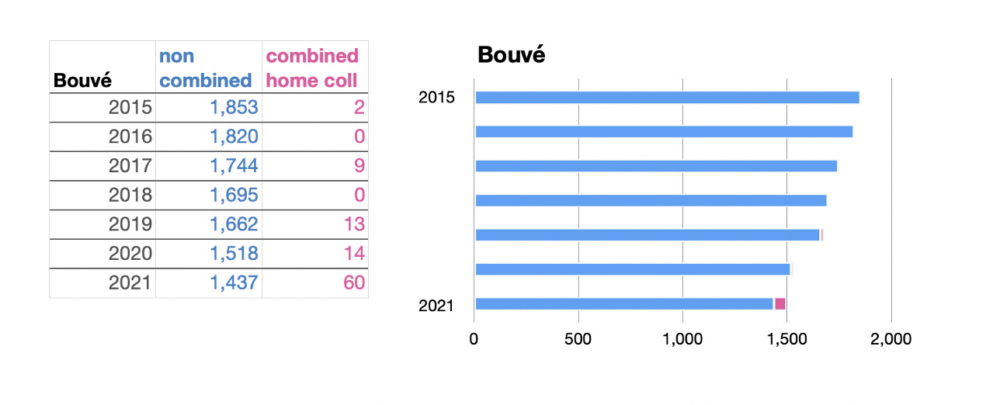 non combined
Bouvé combined home coll
2015 1,853 2
2016 1,820 0
2017 1,744 9
2018 1,695 0
2019 1,662 13
2020 1,518 14
2021 1,437 60
Bouvé
2015
2021
0 500 1,000 1,500 2,000